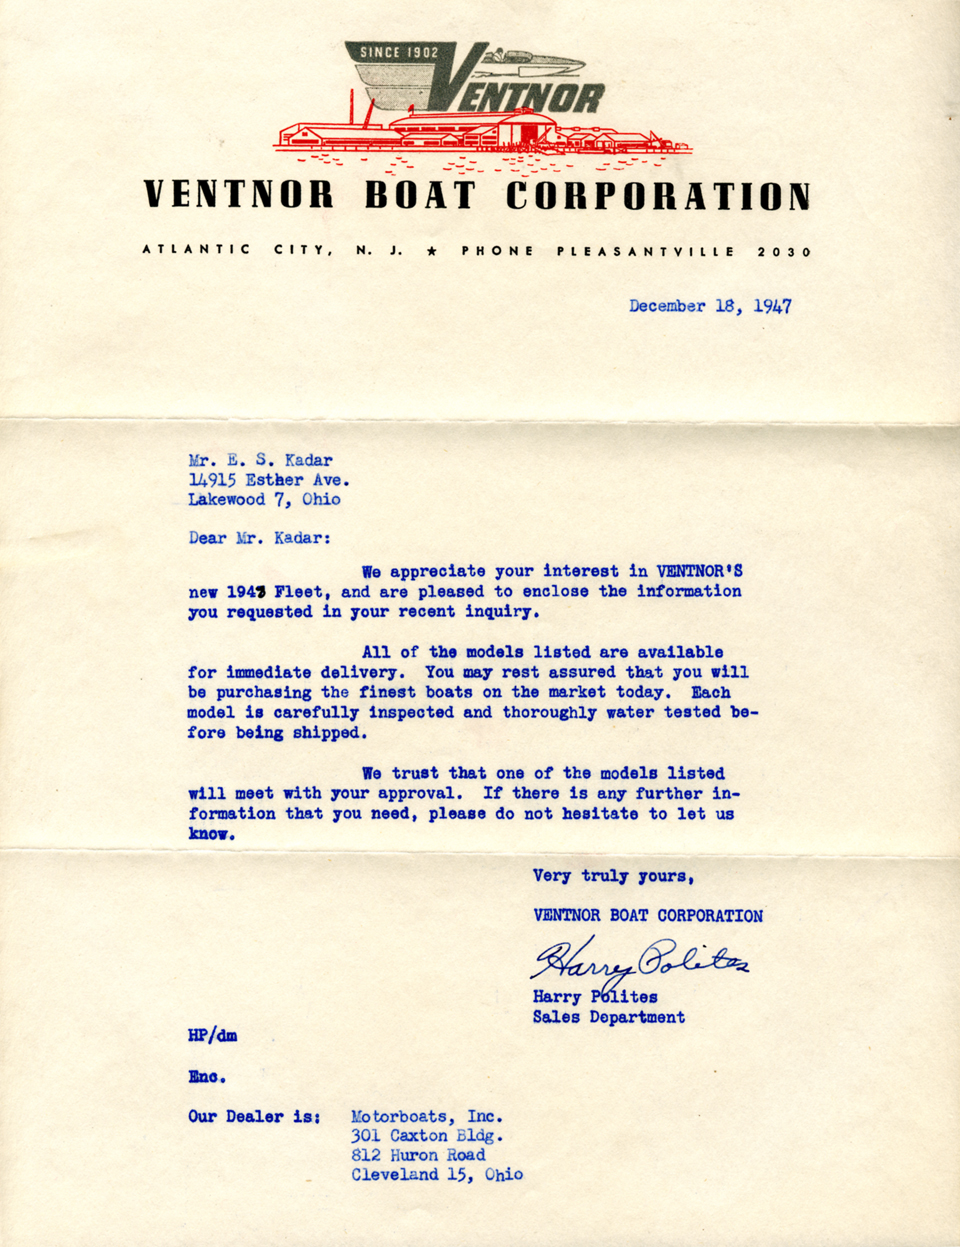 SINCE 1902
VENTNOR
VENTNOR BOAT CORPORATION
ATLANTIC CITY, N. J. ★ PHONE PLEASANTVILLE 2030
December 18, 1947
Mr. E. S. Kadar
14915 Esther Ave.
Lakewood 7, Ohio
Dear Mr. Kadar:
We appreciate your interest in VENTNOR'S
new Fleet, and are pleased to enclose the information
you requested in your recent inquiry.
All of the models listed are available
for immediate delivery. You may rest assured that you will
be purchasing the finest boats on the market today. Each
model is carefully inspected and thoroughly water tested be-
fore being shipped.
We trust that one of the models listed
will meet with your approval. If there is any further in-
formation that you need, please do not hesitate to let us
know.
Very truly yours,
VENTNOR BOAT CORPORATION
Harry Polites
Harry Polites
Sales Department
HP/dm
Enc.
Our Dealer is: Motorboats, Inc.
301 Caxton Bldg.
812 Huron Road
Cleveland 15, Ohio